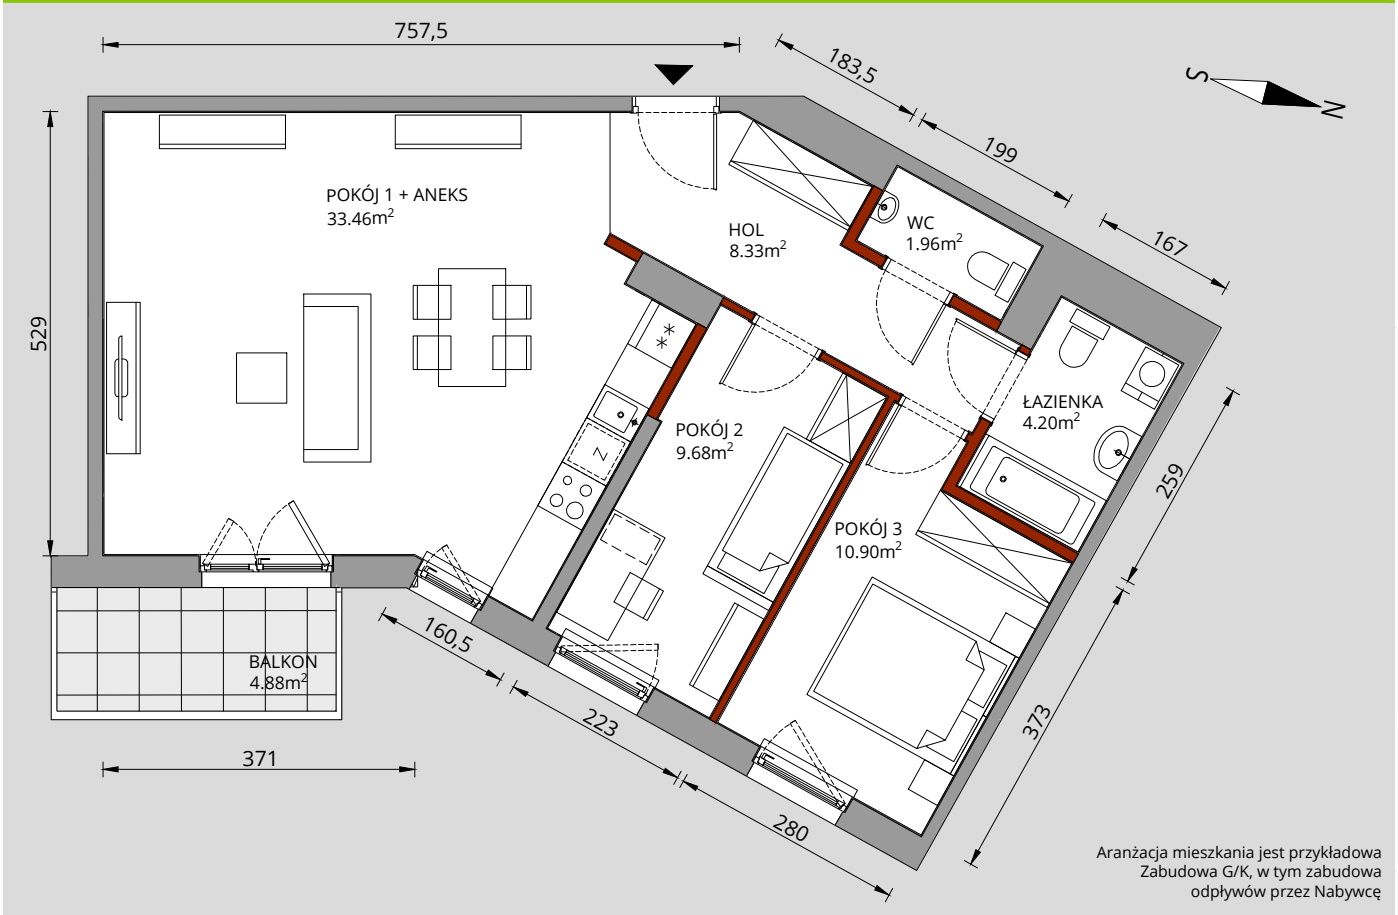 757,5
183,5
S
N
199
POKÓJ 1 + ANEKS
33.46m²
WC
1.96m²
HOL
8.33m²
167
529
ŁAZIENKA
4.20m²
POKÓJ 2
9.68m²
Z
259
POKÓJ 3
10.90m²
160,5
BALKON
4.88m²
223
373
371
280
Aranżacja mieszkania jest przykładowa
Zabudowa G/K, w tym zabudowa
odpływów przez Nabywcę